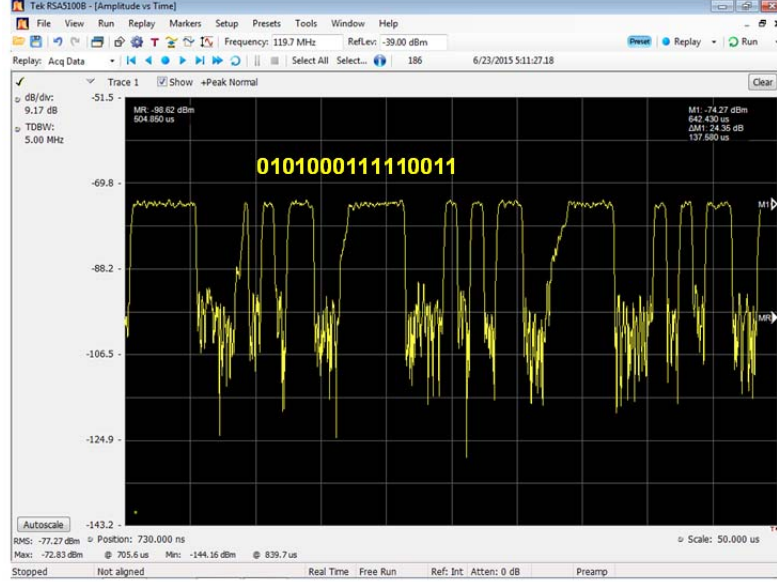 Tek RSA5100B - [Amplitude vs Time]
File View Run Replay Markers Setup Presets Tools Window Help
Frequency: 119.7 MHz RefLev: -39.00 dBm Preset Replay Run
Replay: Acq Data Select All Select... 186 6/23/2015 5:11:27.18
Trace 1 Show +Peak Normal Clear
dB/div:
9.17 dB
TDBW:
5.00 MHz
-51.5
MR: -98.62 dBm
504.850 us
M1: -74.27 dBm
642.430 us
ΔM1: 24.35 dB
137.580 us
0101000111110011
-69.8
M1
-88.2
MR
-106.5
-124.9
Autoscale
-143.2
RMS: -77.27 dBm Position: 730.000 ns Scale: 50.000 us
Max: -72.83 dBm @ 705.6 us Min: -144.16 dBm @ 839.7 us
Stopped Not aligned Real Time Free Run Ref: Int Atten: 0 dB Preamp